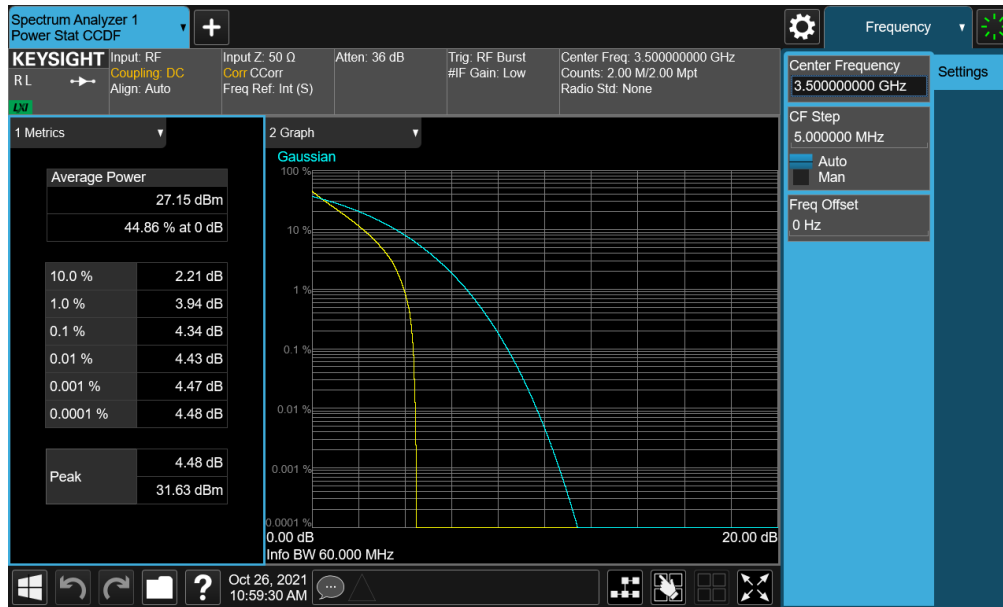 Spectrum Analyzer 1
Power Stat CCDF
+
Frequency
KEYSIGHT
R L
LXI
Input: RF
Coupling: DC
Align: Auto
Input Z: 50 Ω
Corr CCorr
Freq Ref: Int (S)
Atten: 36 dB
Trig: RF Burst
#IF Gain: Low
Center Freq: 3.500000000 GHz
Counts: 2.00 M/2.00 Mpt
Radio Std: None
Center Frequency
3.500000000 GHz
Settings
CF Step
5.000000 MHz
Auto
Man
Freq Offset
0 Hz
1 Metrics
Average Power
27.15 dBm
44.86 % at 0 dB
10.0 % 2.21 dB
1.0 % 3.94 dB
0.1 % 4.34 dB
0.01 % 4.43 dB
0.001 % 4.47 dB
0.0001 % 4.48 dB
Peak
4.48 dB
31.63 dBm
2 Graph
Gaussian
100 %
10 %
1 %
0.1 %
0.01 %
0.001 %
0.0001 %
0.00 dB 20.00 dB
Info BW 60.000 MHz
?
Oct 26, 2021
10:59:30 AM